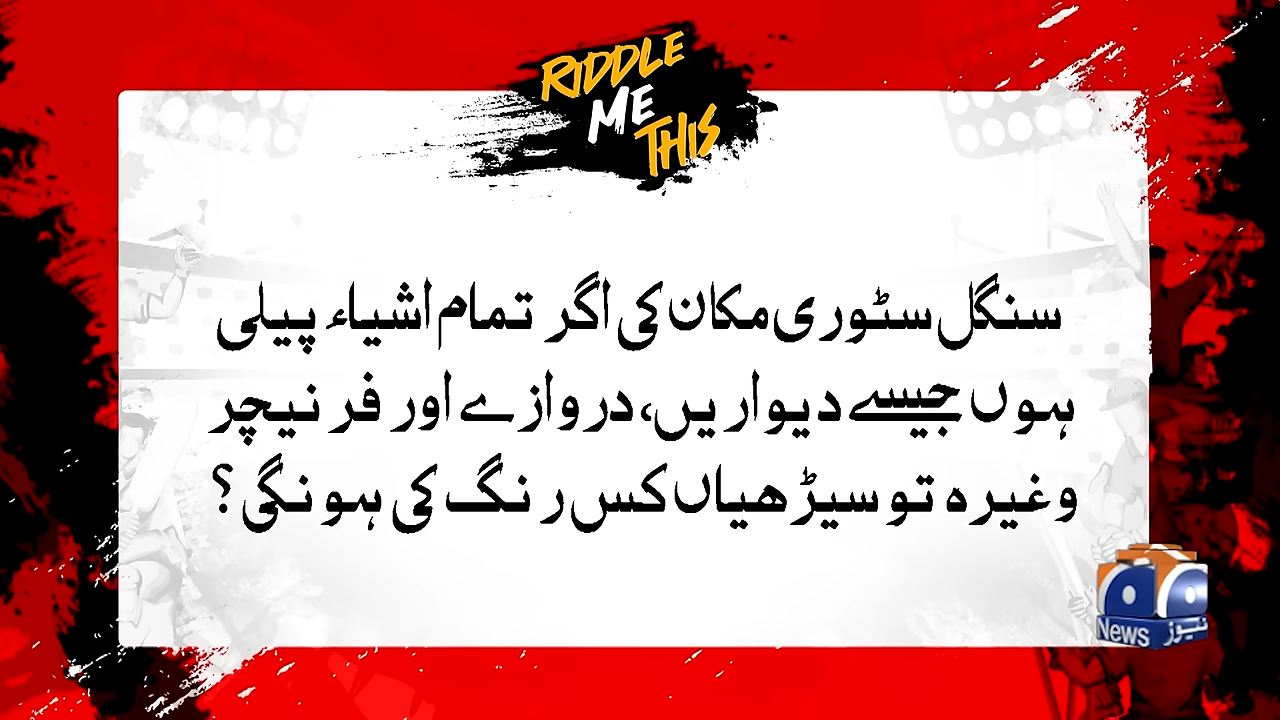 RIDDLE
ME
THIS
سنگل سٹوری مکان کی اگر تمام اشیاء پیلی
ہوں جیسے دیواریں، دروازے اور فرنیچر
وغیرہ تو سیڑھیاں کس رنگ کی ہونگی؟
News نیوز